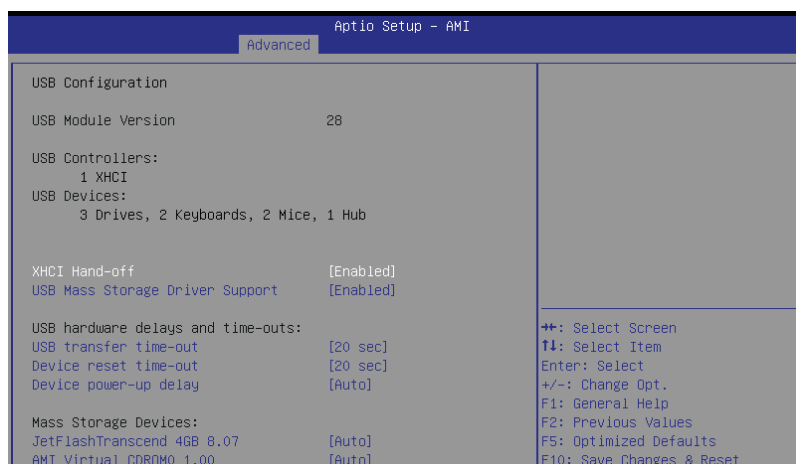 Aptio Setup - AMI
Advanced
USB Configuration
USB Module Version 28
USB Controllers:
1 XHCI
USB Devices:
3 Drives, 2 Keyboards, 2 Mice, 1 Hub
XHCI Hand-off [Enabled]
USB Mass Storage Driver Support [Enabled]
USB hardware delays and time-outs:
USB transfer time-out [20 sec]
Device reset time-out [20 sec]
Device power-up delay [Auto]
Mass Storage Devices:
JetFlashTranscend 4GB 8.07 [Auto]
AMI Virtual CDROM0 1.00 [Auto]
→←: Select Screen
↑↓: Select Item
Enter: Select
+/-: Change Opt.
F1: General Help
F2: Previous Values
F5: Optimized Defaults
F10: Save Changes & Reset